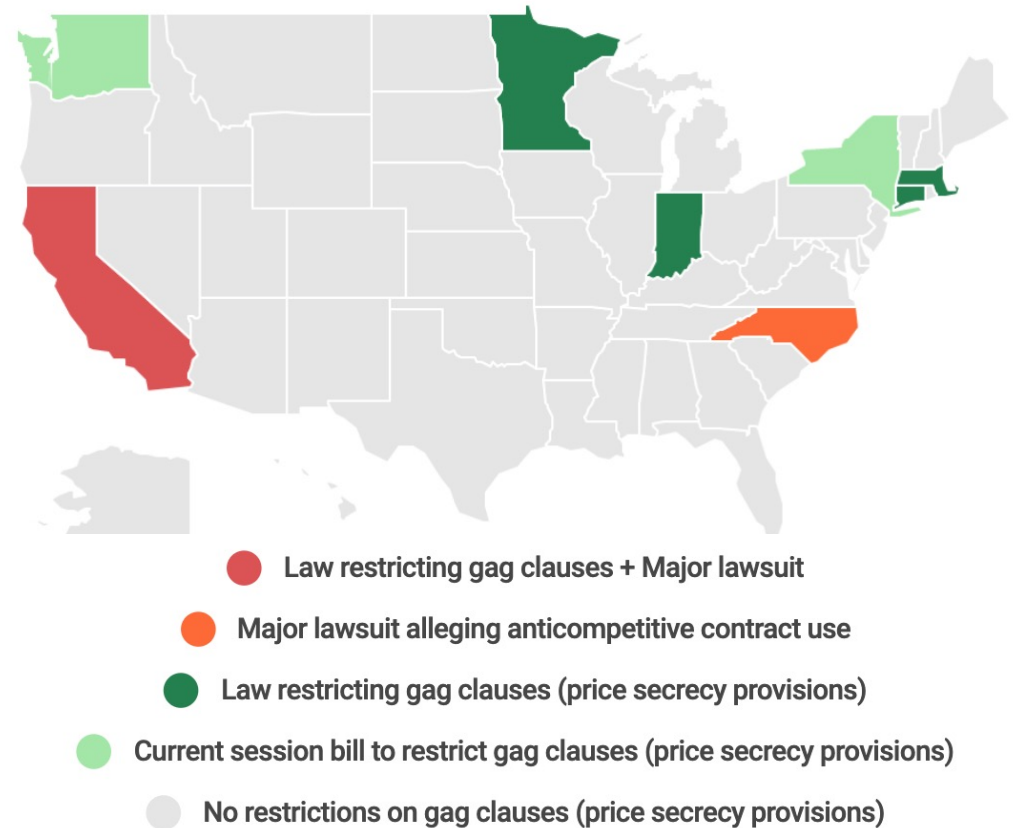 Law restricting gag clauses + Major lawsuit
Major lawsuit alleging anticompetitive contract use
Law restricting gag clauses (price secrecy provisions)
Current session bill to restrict gag clauses (price secrecy provisions)
No restrictions on gag clauses (price secrecy provisions)